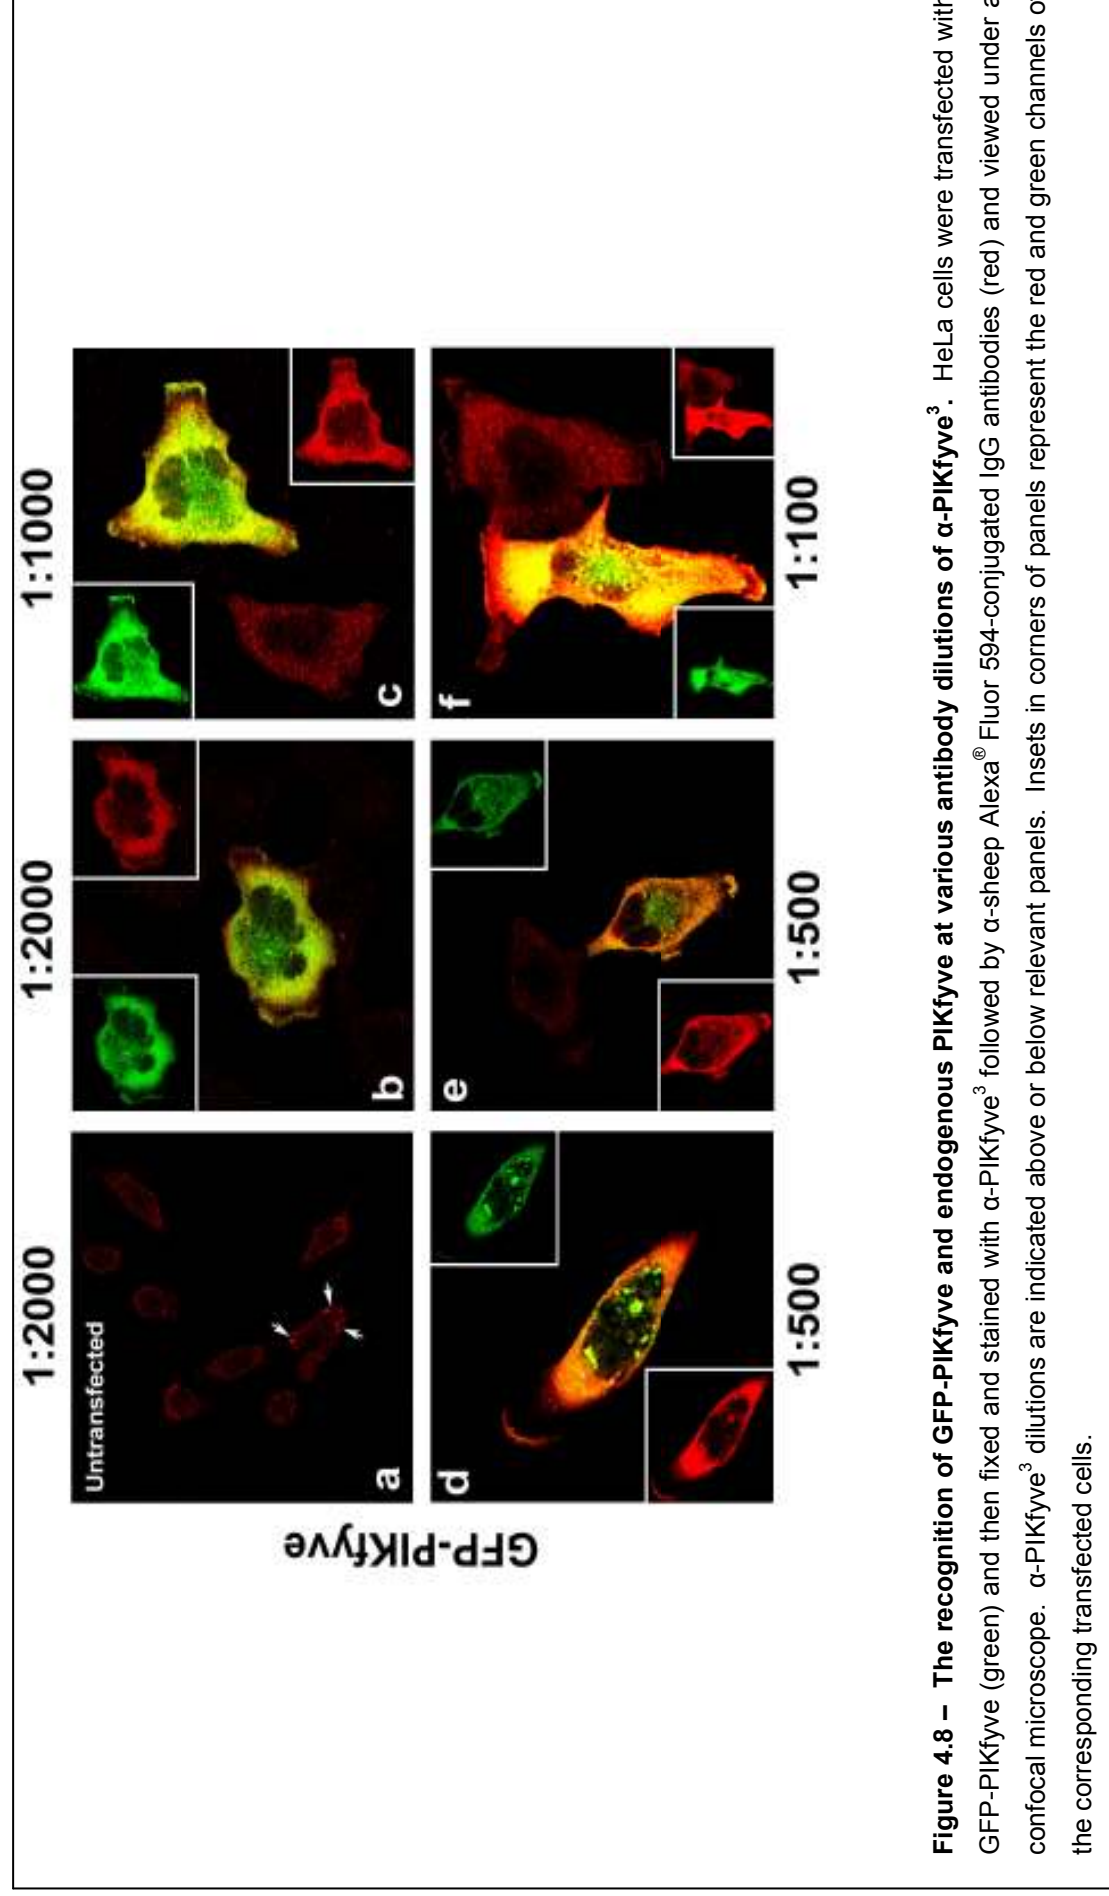 1:2000
1:2000
1:1000
Untransfected
a
b
c
GFP-PIKfyve
d
e
f
1:500
1:500
1:100
Figure 4.8 – The recognition of GFP-PIKfyve and endogenous PIKfyve at various antibody dilutions of α-PIKfyve³. HeLa cells were transfected with
GFP-PIKfyve (green) and then fixed and stained with α-PIKfyve³ followed by α-sheep Alexa® Fluor 594-conjugated IgG antibodies (red) and viewed under a
confocal microscope. α-PIKfyve³ dilutions are indicated above or below relevant panels. Insets in corners of panels represent the red and green channels of
the corresponding transfected cells.